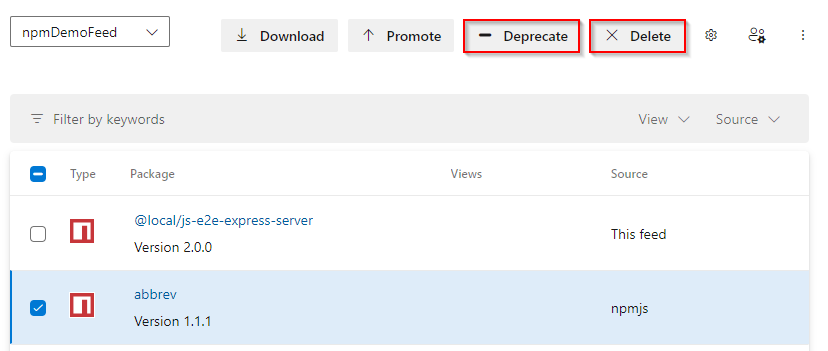 npmDemoFeed
Download
Promote
Deprecate
Delete
Filter by keywords
View
Source
Type Package Views Source
@local/js-e2e-express-server
Version 2.0.0
This feed
abbrev
Version 1.1.1
npmjs